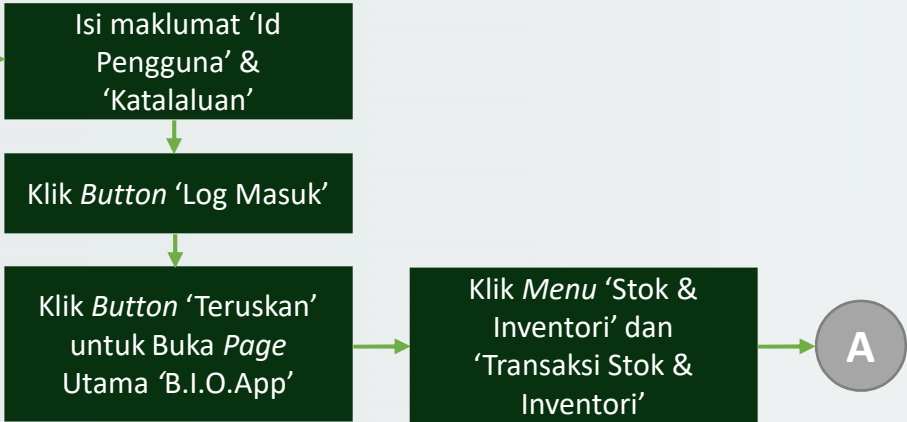 Isi maklumat ‘Id
Pengguna’ &
‘Katalaluan’
Klik Button ‘Log Masuk’
Klik Button ‘Teruskan’
untuk Buka Page
Utama ‘B.I.O.App’
Klik Menu ‘Stok &
Inventori’ dan
‘Transaksi Stok &
Inventori’
A